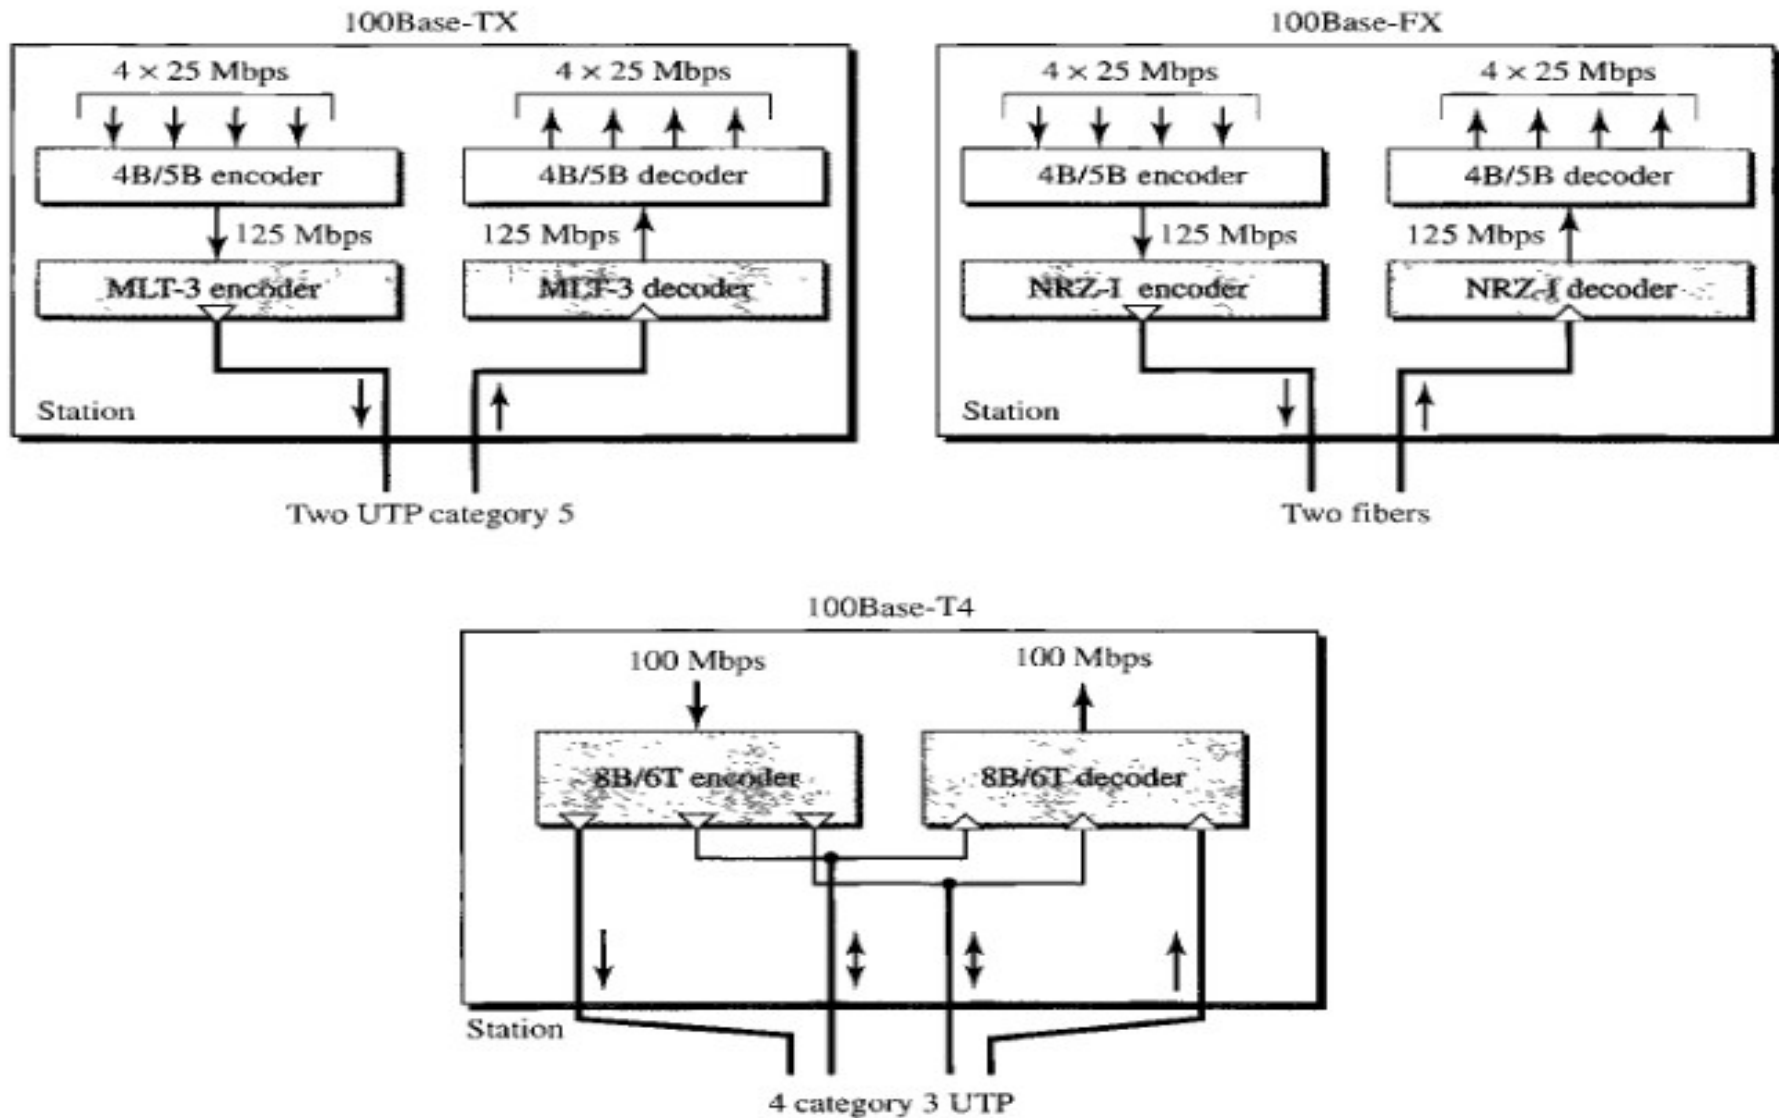 100Base-TX
4 × 25 Mbps
4 × 25 Mbps
4B/5B encoder
4B/5B decoder
125 Mbps
125 Mbps
MLT-3 encoder
MLT-3 decoder
Station
Two UTP category 5
100Base-FX
4 × 25 Mbps
4 × 25 Mbps
4B/5B encoder
4B/5B decoder
125 Mbps
125 Mbps
NRZ-I encoder
NRZ-I decoder
Station
Two fibers
100Base-T4
100 Mbps
100 Mbps
8B/6T encoder
8B/6T decoder
Station
4 category 3 UTP